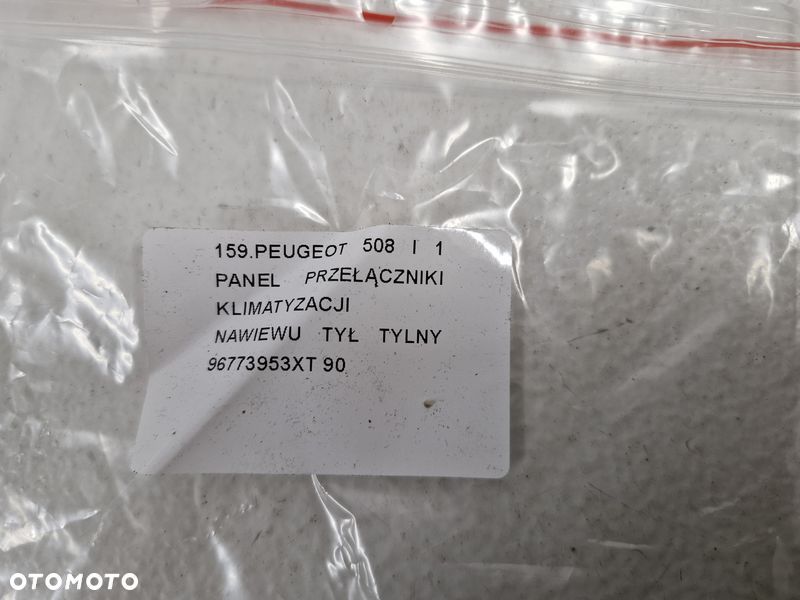 159.PEUGEOT 508 I 1
PANEL PRZEŁĄCZNIKI
KLIMATYZACJI
NAWIEWU TYŁ TYLNY
96773953XT 90
OTOMOTO